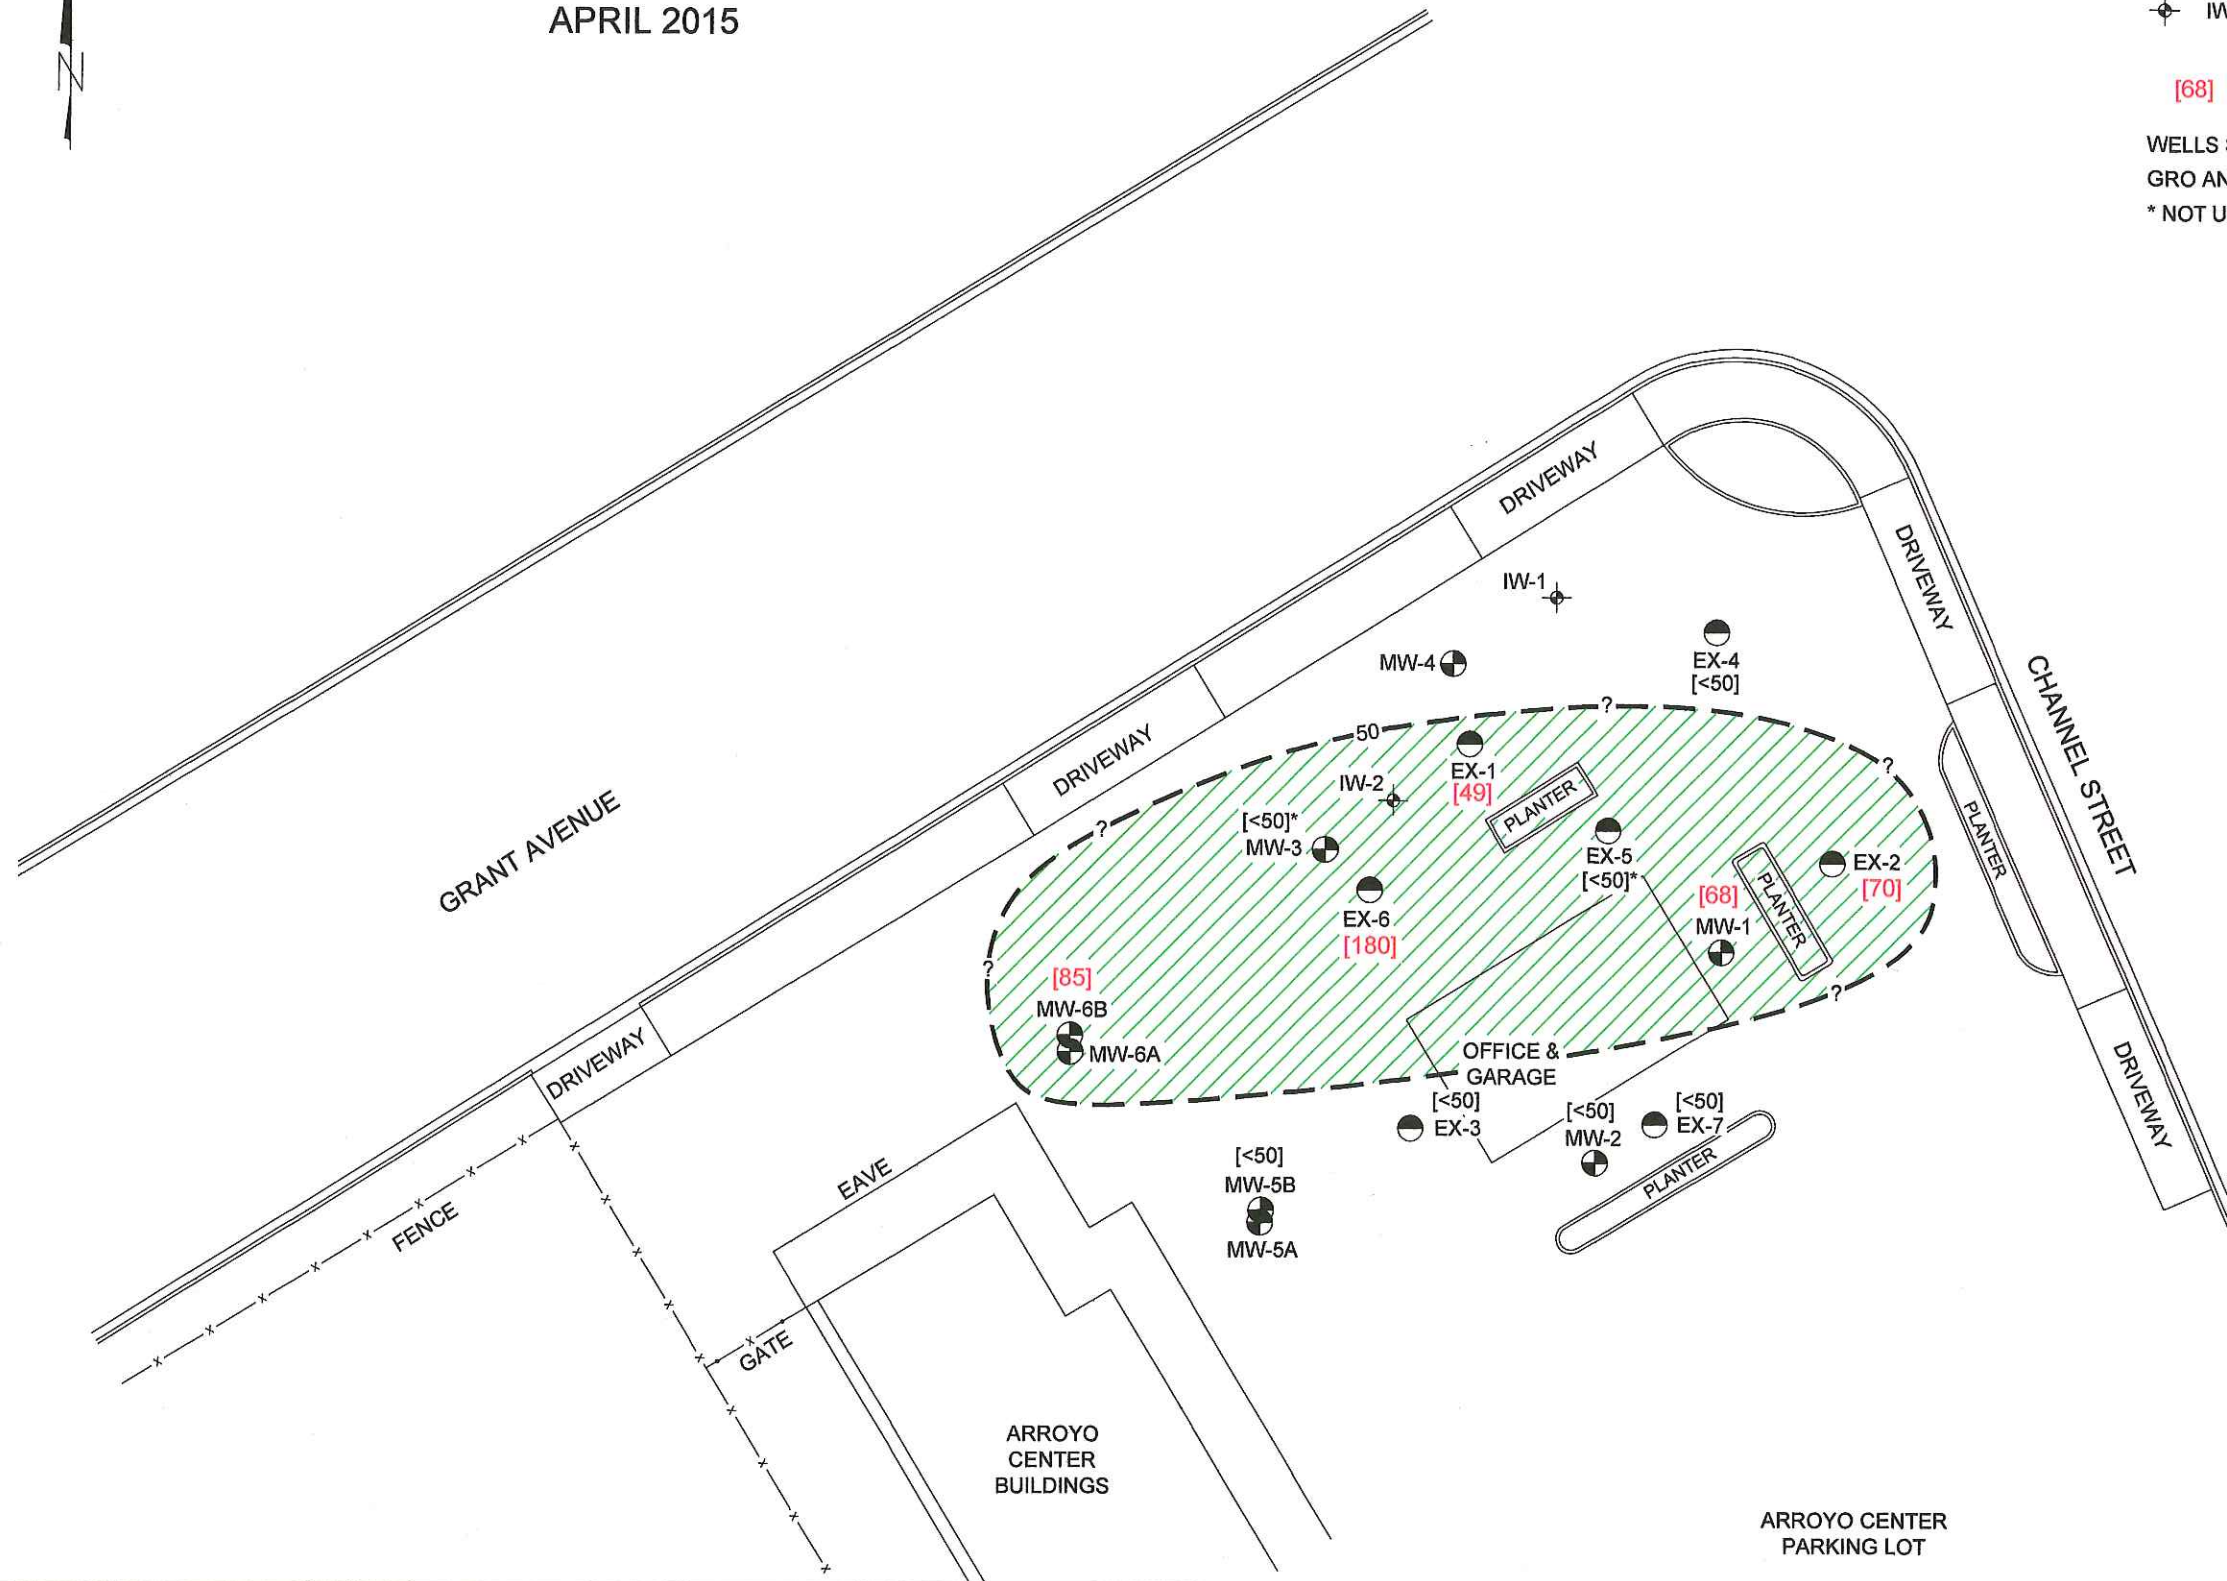 APRIL 2015
N
[68]
WELLS
GRO
* NOT
GRANT AVENUE
CHANNEL STREET
DRIVEWAY
DRIVEWAY
DRIVEWAY
DRIVEWAY
DRIVEWAY
IW-1
MW-4
EX-4
[<50]
?
50
?
?
?
?
EX-1
[49]
IW-2
PLANTER
[<50]*
MW-3
EX-5
[<50]*
EX-2
[70]
PLANTER
PLANTER
[68]
MW-1
EX-6
[180]
[85]
MW-6B
MW-6A
OFFICE &
GARAGE
[<50]
EX-3
[<50]
MW-2
[<50]
EX-7
PLANTER
[<50]
MW-5B
MW-5A
EAVE
FENCE
GATE
ARROYO
CENTER
BUILDINGS
ARROYO CENTER
PARKING LOT